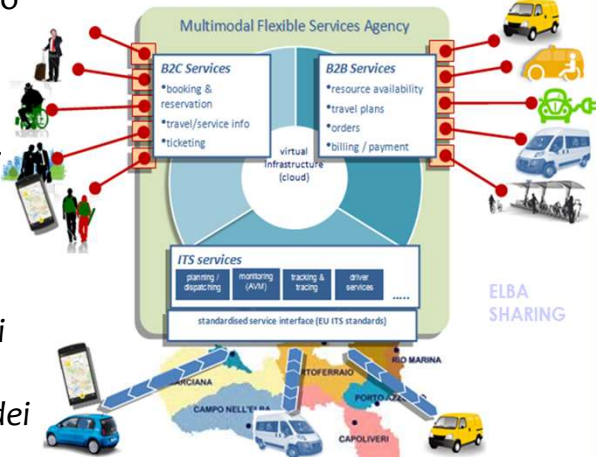 Multimodal Flexible Services Agency
B2C Services
•booking &
reservation
•travel/service info
•ticketing
B2B Services
•resource availability
•travel plans
•orders
•billing / payment
virtual
infrastructure
(cloud)
ITS services
planning /
dispatching
monitoring
(AVM)
tracking &
tracing
driver
services
.....
standardised service interface (EU ITS standards)
ELBA
SHARING
i
dei
RIO MARINA
CAMPO NELL'ELBA
CAPOLIVERI